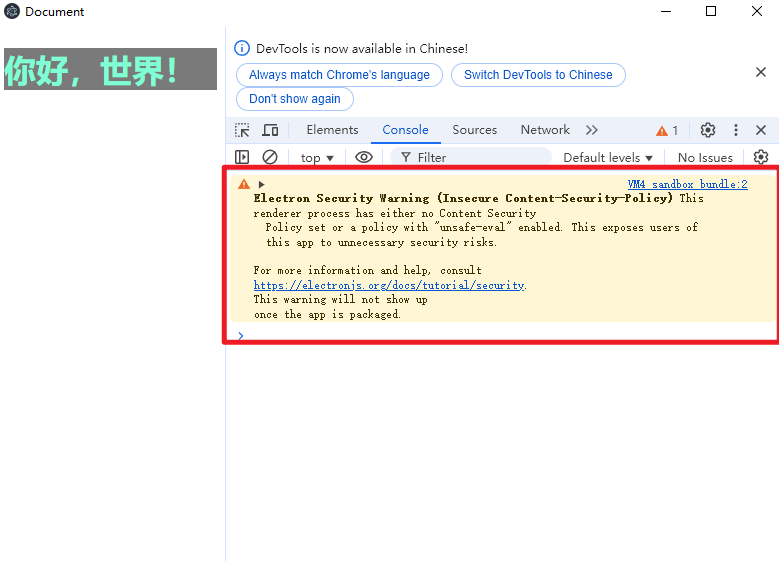 Document
你好，世界！
DevTools is now available in Chinese!
Always match Chrome's language
Switch DevTools to Chinese
Don't show again
Elements
Console
Sources
Network
1
top
Filter
Default levels
No Issues
VM4 sandbox_bundle:2
Electron Security Warning (Insecure Content-Security-Policy) This
renderer process has either no Content Security
Policy set or a policy with "unsafe-eval" enabled. This exposes users of
this app to unnecessary security risks.
For more information and help, consult
https://electronjs.org/docs/tutorial/security.
This warning will not show up
once the app is packaged.